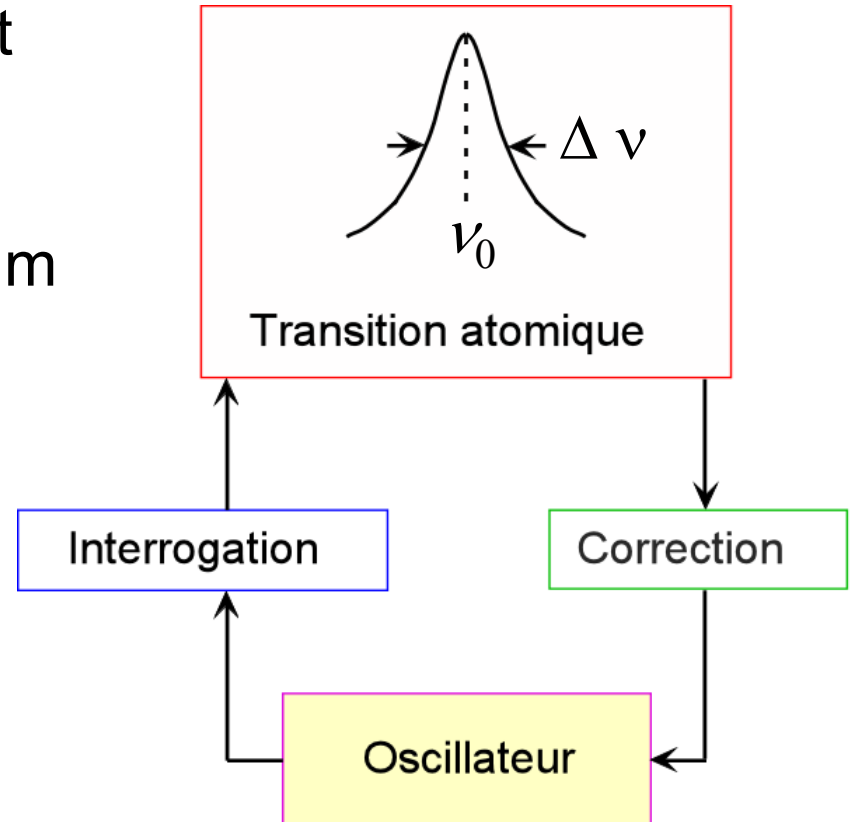 t
Δ ν
m
ν₀
Transition atomique
Interrogation
Correction
Oscillateur